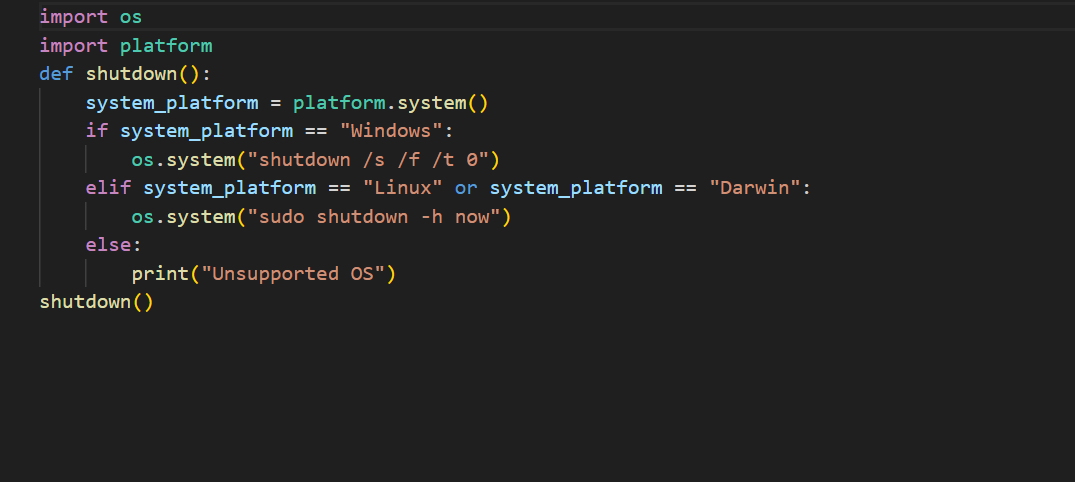 import os
import platform
def shutdown():
    system_platform = platform.system()
    if system_platform == "Windows":
        os.system("shutdown /s /f /t 0")
    elif system_platform == "Linux" or system_platform == "Darwin":
        os.system("sudo shutdown -h now")
    else:
        print("Unsupported OS")
shutdown()